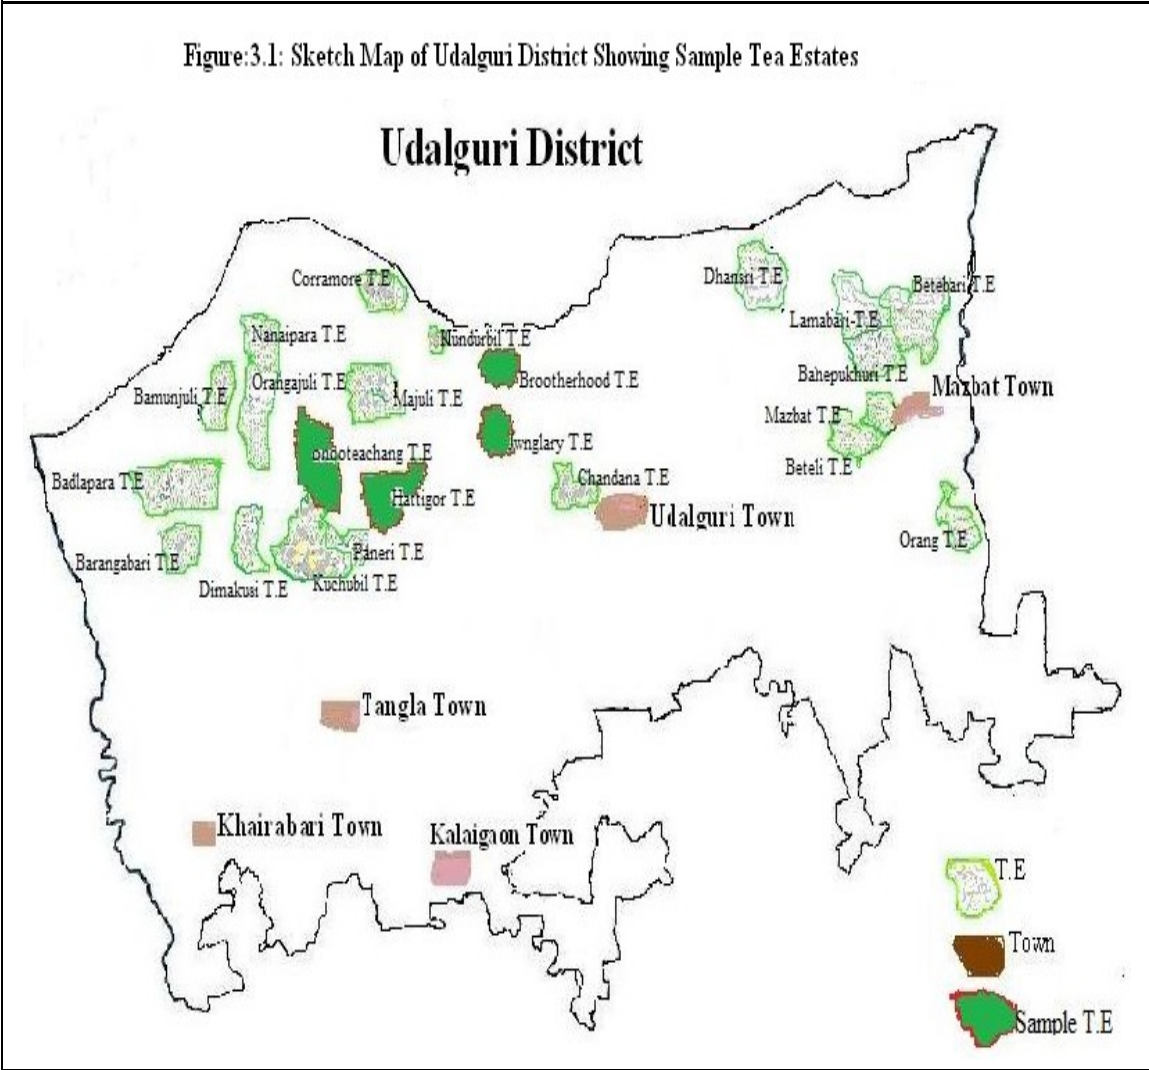 Figure:3.1: Sketch Map of Udalguri District Showing Sample Tea Estates
Udalguri District
Corramore T.E
Dhansri T.E
Betebari T.E
Lamabari-T.E
Nanaipara T.E
Nundurbil T.E
Bahepukhuri T.E
Orangajuli T.E
Brootherhood T.E
Mazbat Town
Bamunjuli T.E
Majuli T.E
Mazbat T.E
T.E
wnglary T.E
Beteli T.E
Badlapara T.E
Hattigor T.E
Chandana T.E
Udalguri Town
Orang T.E
Barangabari T.E
Paneri T.E
Dimakusi T.E
Kuchubil T.E
Tangla Town
Khairabari Town
Kalaigaon Town
T.E
Town
Sample T.E